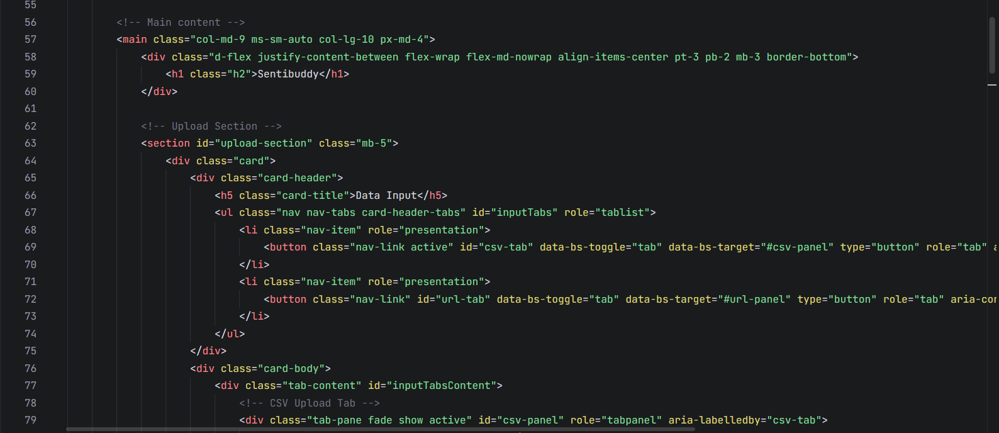 55
56 <!-- Main content -->
57 <main class="col-md-9 ms-sm-auto col-lg-10 px-md-4">
58 <div class="d-flex justify-content-between flex-wrap flex-md-nowrap align-items-center pt-3 pb-2 mb-3 border-bottom">
59 <h1 class="h2">Sentibuddy</h1>
60 </div>
61
62 <!-- Upload Section -->
63 <section id="upload-section" class="mb-5">
64 <div class="card">
65 <div class="card-header">
66 <h5 class="card-title">Data Input</h5>
67 <ul class="nav nav-tabs card-header-tabs" id="inputTabs" role="tablist">
68 <li class="nav-item" role="presentation">
69 <button class="nav-link active" id="csv-tab" data-bs-toggle="tab" data-bs-target="#csv-panel" type="button" role="tab"
70 </li>
71 <li class="nav-item" role="presentation">
72 <button class="nav-link" id="url-tab" data-bs-toggle="tab" data-bs-target="#url-panel" type="button" role="tab" aria-con
73 </li>
74 </ul>
75 </div>
76 <div class="card-body">
77 <div class="tab-content" id="inputTabsContent">
78 <!-- CSV Upload Tab -->
79 <div class="tab-pane fade show active" id="csv-panel" role="tabpanel" aria-labelledby="csv-tab">